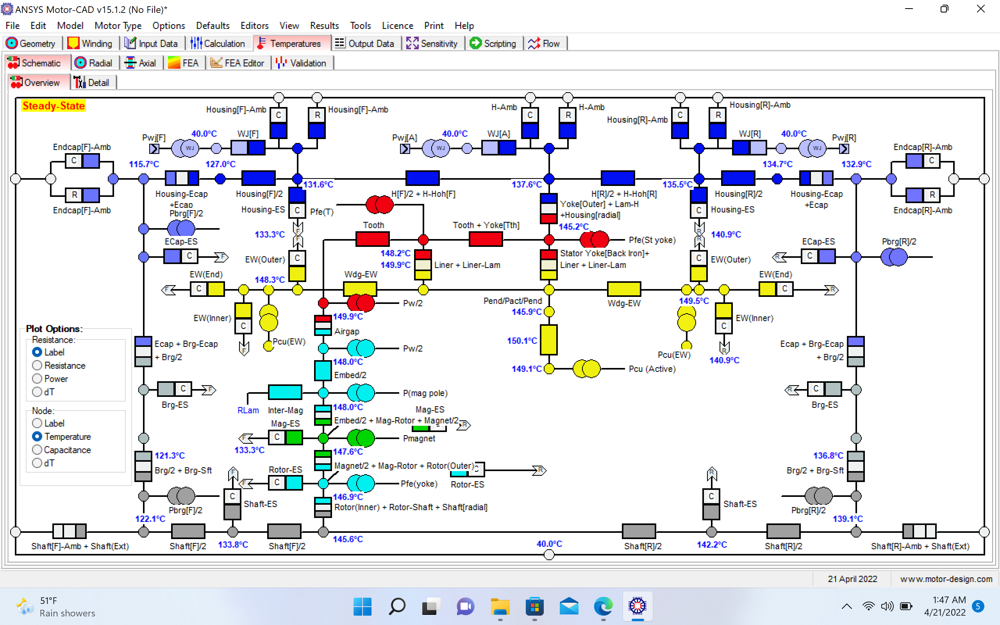 ANSYS Motor-CAD v15.1.2 (No File)*
File Edit Model Motor Type Options Defaults Editors View Results Tools Licence Print Help
Geometry Winding Input Data Calculation Temperatures Output Data Sensitivity Scripting Flow
Schematic Radial Axial FEA FEA Editor Validation
Overview Detail
Steady-State
Housing[F]-Amb C R Housing[F]-Amb H-Amb C R H-Amb Housing[R]-Amb C R Housing[R]-Amb
Pwj[F] 40.0°C WJ[F] Pwj[A] 40.0°C WJ[A] WJ[R] 40.0°C Pwj[R]
WJ WJ WJ
Endcap[F]-Amb Endcap[R]-Amb
C 115.7°C 127.0°C 134.7°C 132.9°C C
131.6°C 137.6°C 135.5°C
R Housing-Ecap Housing[F]/2 H[F]/2 + H-Hoh[F] H[R]/2 + H-Hoh[R] Housing[R]/2 Housing-Ecap R
+Ecap +Ecap
Endcap[F]-Amb Housing-ES C Pfe(T) Yoke[Outer] + Lam-H C Housing-ES Endcap[R]-Amb
Pbrg[F]/2 +Housing[radial]
Tooth Tooth + Yoke[Tth] 145.2°C
133.3°C F F R R 140.9°C
ECap-ES Pfe(St yoke) ECap-ES Pbrg[R]/2
C F 148.2°C Stator Yoke[Back Iron]+ R C
EW(Outer) C 149.9°C Liner + Liner-Lam Liner + Liner-Lam C EW(Outer)
EW(End) 148.3°C Wdg-EW EW(End)
F C C R
Pend/Pact/Pend Wdg-EW 149.5°C
Pw/2 145.9°C
EW(Inner) C 149.9°C EW(Inner) C
Airgap
Plot Options:
Resistance:
Label
Resistance
Power
dT
Node:
Label
Temperature
Capacitance
dT
Ecap + Brg-Ecap
+ Brg/2
F Pcu(EW) 150.1°C Pcu(EW) R 140.9°C
Ecap + Brg-Ecap
+ Brg/2
Pw/2
148.0°C 149.1°C Pcu (Active)
Embed/2
C F R C
Brg-ES Brg-ES
P(mag pole)
RLam Inter-Mag 148.0°C Mag-ES
Embed/2 + Mag-Rotor + Magnet/2 R
Mag-ES
F C Pmagnet
133.3°C 147.6°C
121.3°C 136.8°C
Brg/2 + Brg-Sft Magnet/2 + Mag-Rotor + Rotor(Outer) C R Brg/2 + Brg-Sft
F Rotor-ES R
F C Pfe(yoke) Rotor-ES
C Shaft-ES 146.9°C C Shaft-ES
Pbrg[F]/2 Rotor(Inner) + Rotor-Shaft + Shaft[radial] Pbrg[R]/2
122.1°C 139.1°C
Shaft[F]-Amb + Shaft(Ext) Shaft[F]/2 133.8°C Shaft[F]/2 145.6°C 40.0°C Shaft[R]/2 142.2°C Shaft[R]/2 Shaft[R]-Amb + Shaft(Ext)
21 April 2022 www.motor-design.com
51°F
Rain showers
1:47 AM
4/21/2022
5